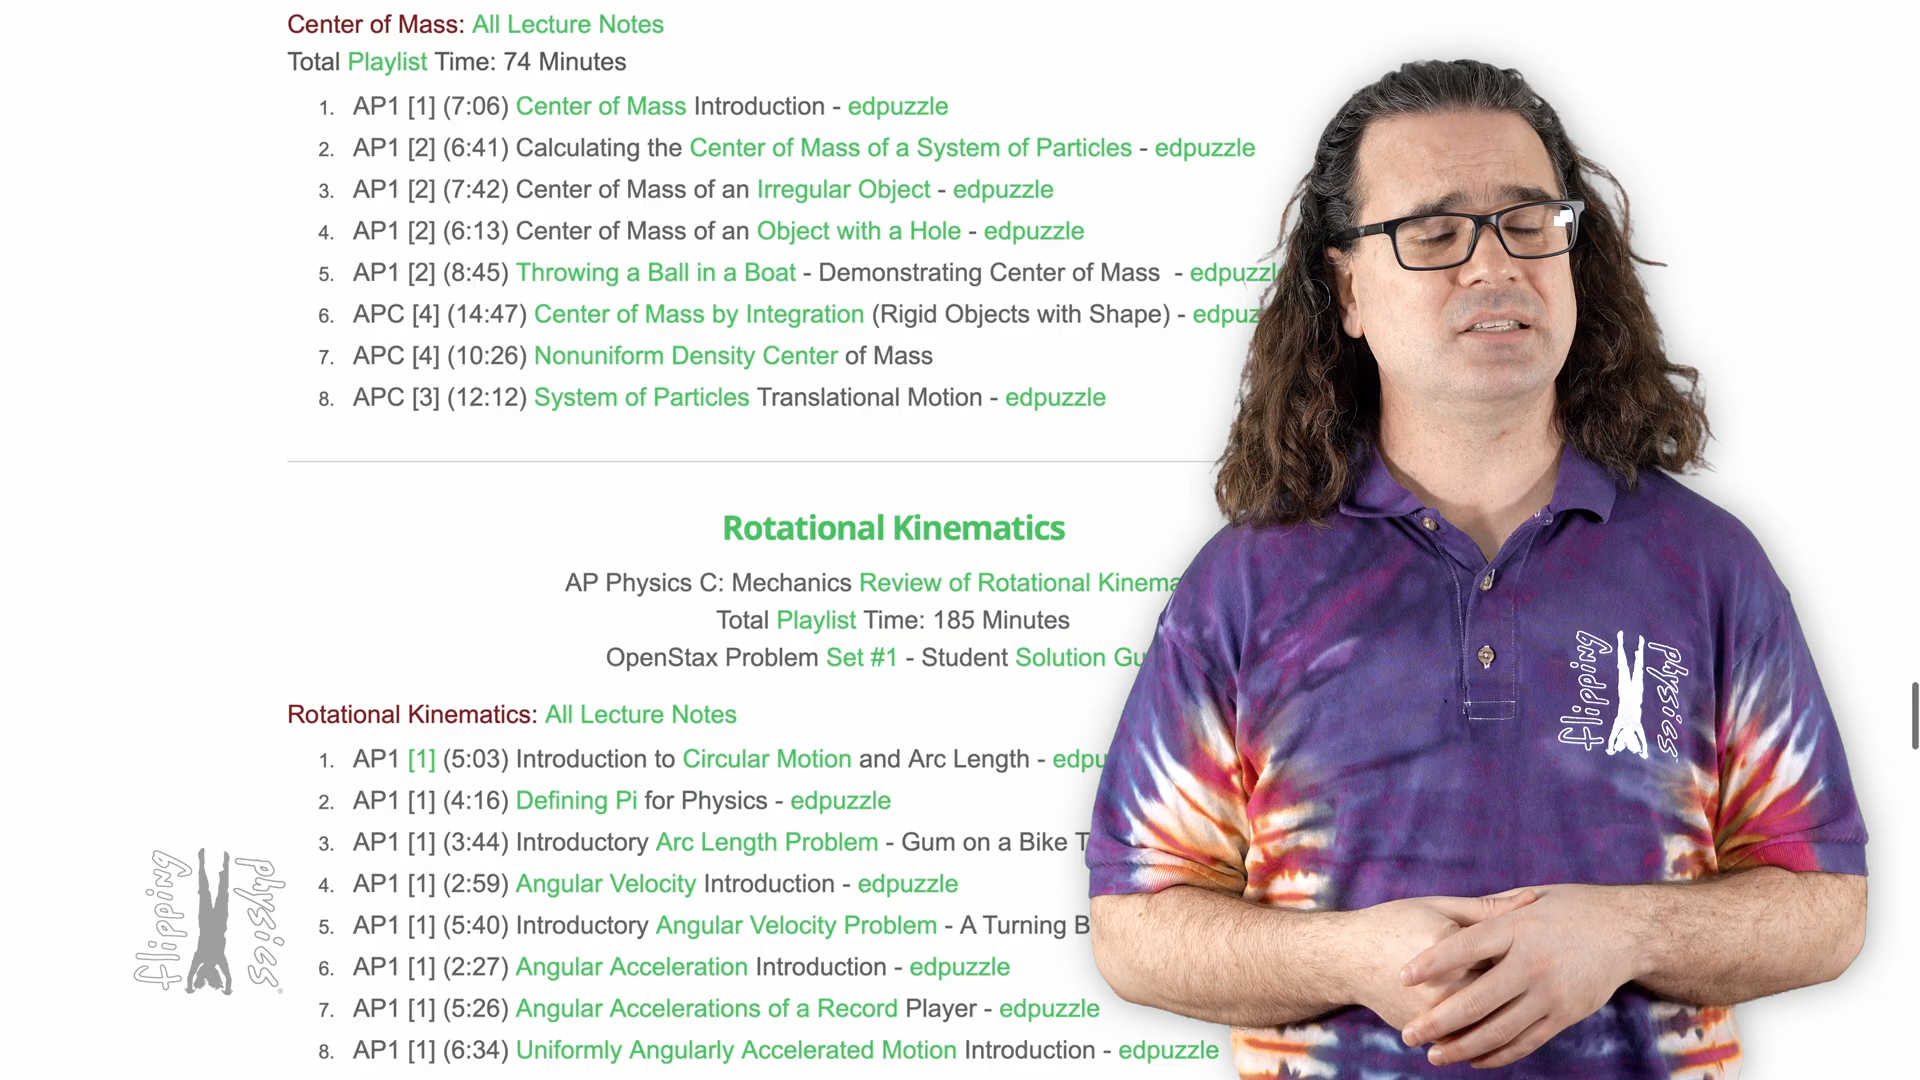 Center of Mass: All Lecture Notes
Total Playlist Time: 74 Minutes
1. AP1 [1] (7:06) Center of Mass Introduction - edpuzzle
2. AP1 [2] (6:41) Calculating the Center of Mass of a System of Particles - edpuzzle
3. AP1 [2] (7:42) Center of Mass of an Irregular Object - edpuzzle
4. AP1 [2] (6:13) Center of Mass of an Object with a Hole - edpuzzle
5. AP1 [2] (8:45) Throwing a Ball in a Boat - Demonstrating Center of Mass - edpuzzl
6. APC [4] (14:47) Center of Mass by Integration (Rigid Objects with Shape) - edpuz
7. APC [4] (10:26) Nonuniform Density Center of Mass
8. APC [3] (12:12) System of Particles Translational Motion - edpuzzle
Rotational Kinematics
AP Physics C: Mechanics Review of Rotational Kinema
Total Playlist Time: 185 Minutes
OpenStax Problem Set #1 - Student Solution Gu
Rotational Kinematics: All Lecture Notes
1. AP1 [1] (5:03) Introduction to Circular Motion and Arc Length - edpu
2. AP1 [1] (4:16) Defining Pi for Physics - edpuzzle
3. AP1 [1] (3:44) Introductory Arc Length Problem - Gum on a Bike T
4. AP1 [1] (2:59) Angular Velocity Introduction - edpuzzle
5. AP1 [1] (5:40) Introductory Angular Velocity Problem - A Turning B
6. AP1 [1] (2:27) Angular Acceleration Introduction - edpuzzle
7. AP1 [1] (5:26) Angular Accelerations of a Record Player - edpuzzle
8. AP1 [1] (6:34) Uniformly Angularly Accelerated Motion Introduction - edpuzzle
flipping physics
flipping physics